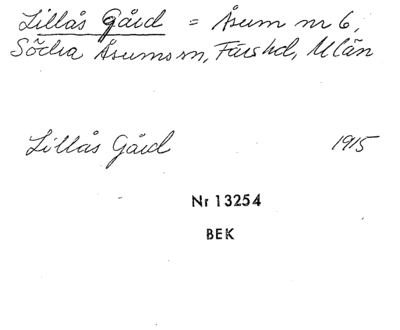 Lillås Gård = Åsum nr 6,
Södra Åsums sn, Färs hd, M län
Lillås Gård 1915
Nr 13254
BEK